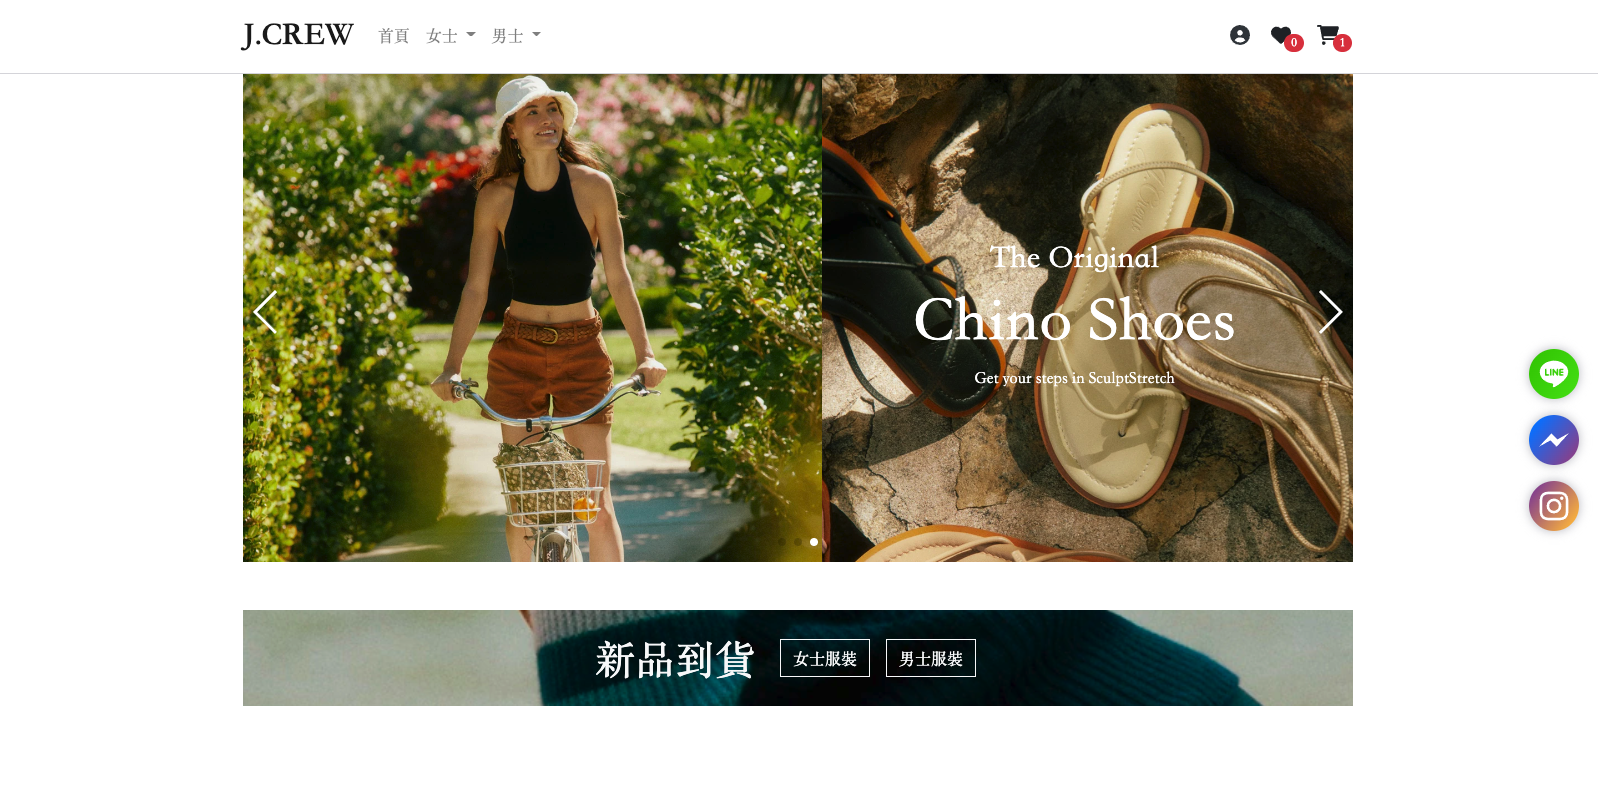 J.CREW 首頁 女士 男士 0 1
The Original
Chino Shoes
Get your steps in SculptStretch
LINE
新品到貨 女士服裝 男士服裝